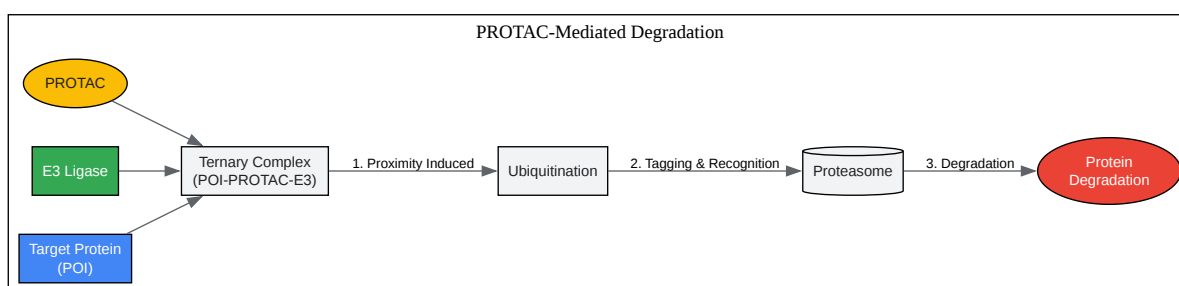 PROTAC-Mediated Degradation
PROTAC
E3 Ligase
Target Protein
(POI)
Ternary Complex
(POI-PROTAC-E3)
1. Proximity Induced
Ubiquitination
2. Tagging & Recognition
Proteasome
3. Degradation
Protein
Degradation